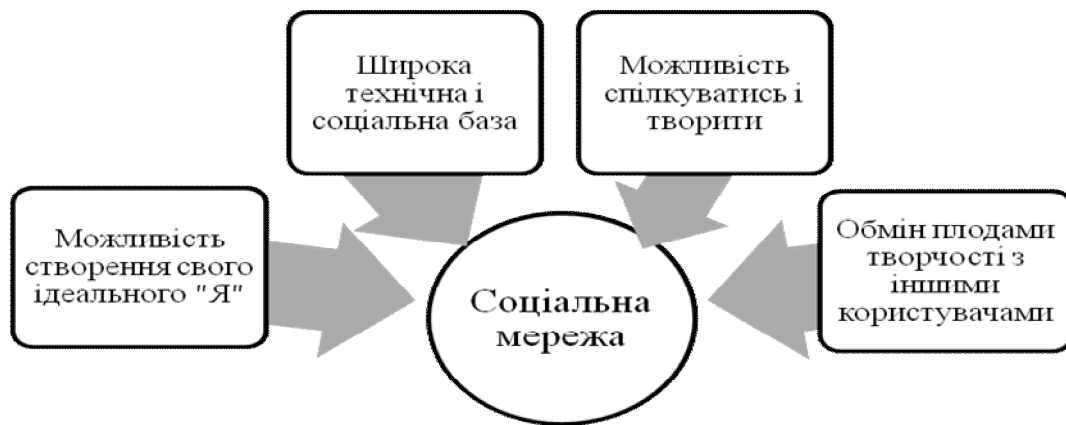 Широка
технічна і
соціальна база
Можливість
спілкуватись і
творити
Можливість
створення свого
ідеального "Я"
Обмін плодами
творчості з
іншими
користувачами
Соціальна
мережа